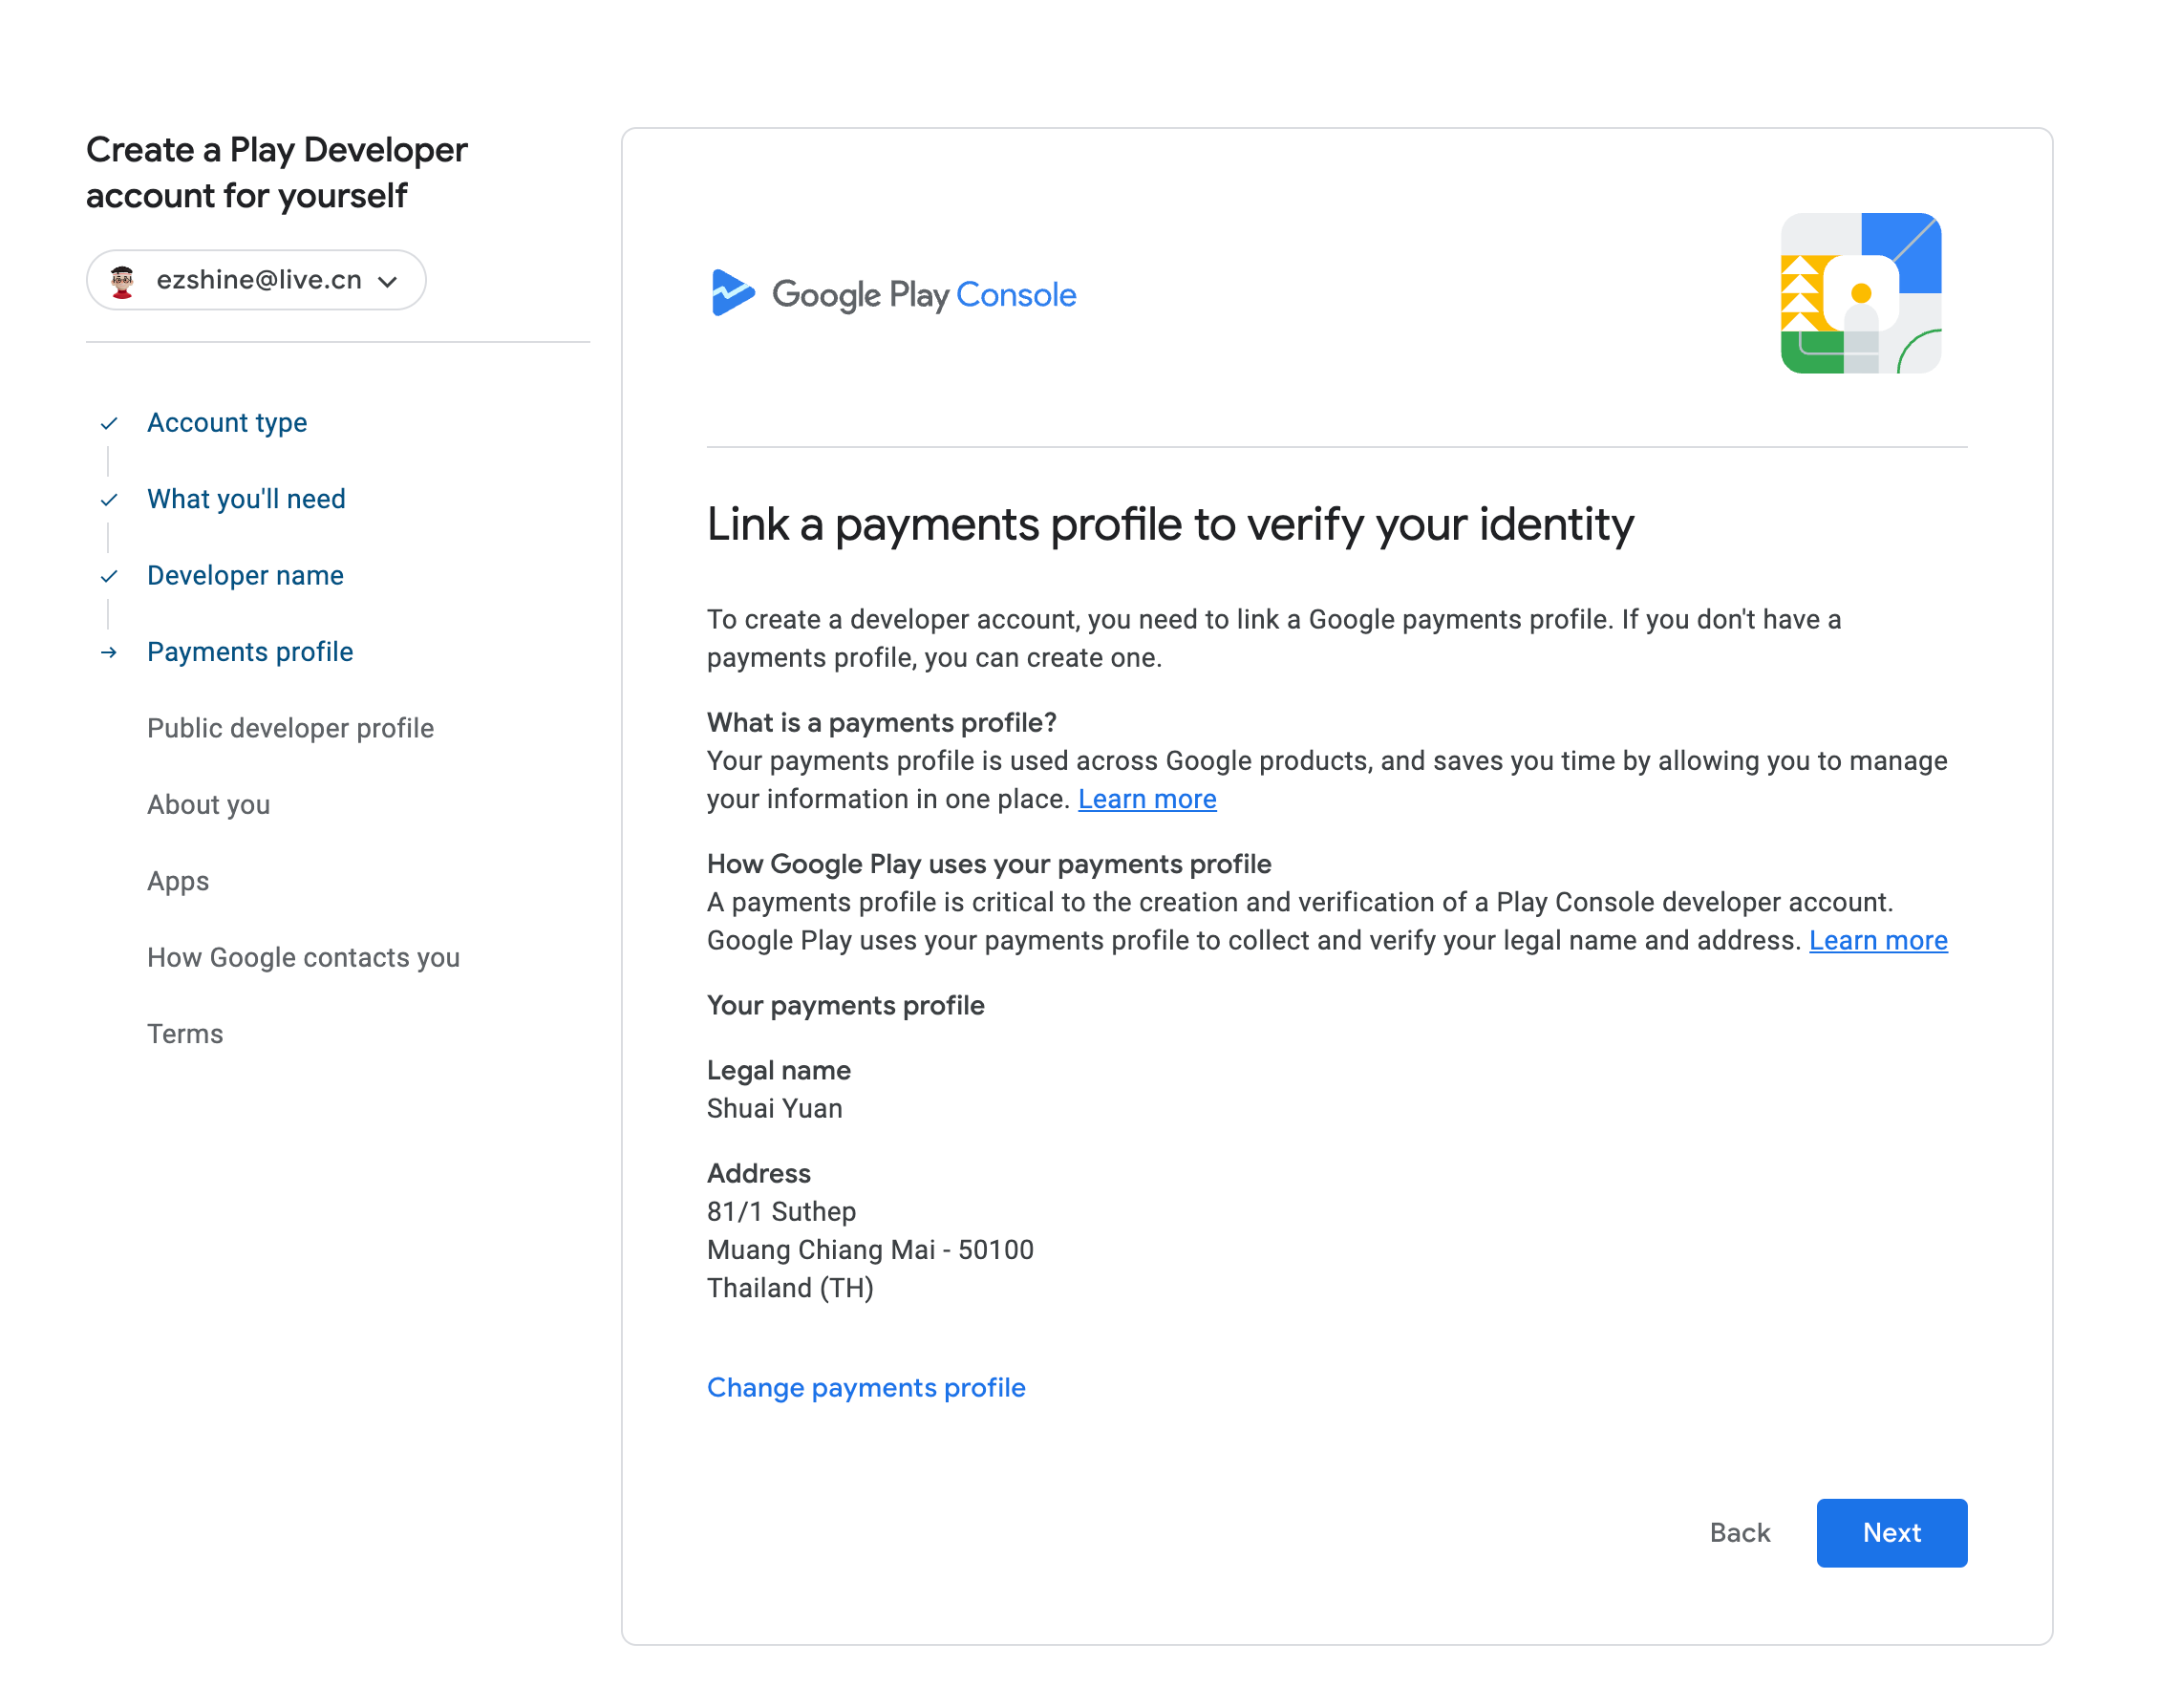 Create a Play Developer
account for yourself
ezshine@live.cn
Account type
What you'll need
Developer name
Payments profile
Public developer profile
About you
Apps
How Google contacts you
Terms
Google Play Console
Link a payments profile to verify your identity
To create a developer account, you need to link a Google payments profile. If you don't have a
payments profile, you can create one.
What is a payments profile?
Your payments profile is used across Google products, and saves you time by allowing you to manage
your information in one place. Learn more
How Google Play uses your payments profile
A payments profile is critical to the creation and verification of a Play Console developer account.
Google Play uses your payments profile to collect and verify your legal name and address. Learn more
Your payments profile
Legal name
Shuai Yuan
Address
81/1 Suthep
Muang Chiang Mai - 50100
Thailand (TH)
Change payments profile
Back
Next